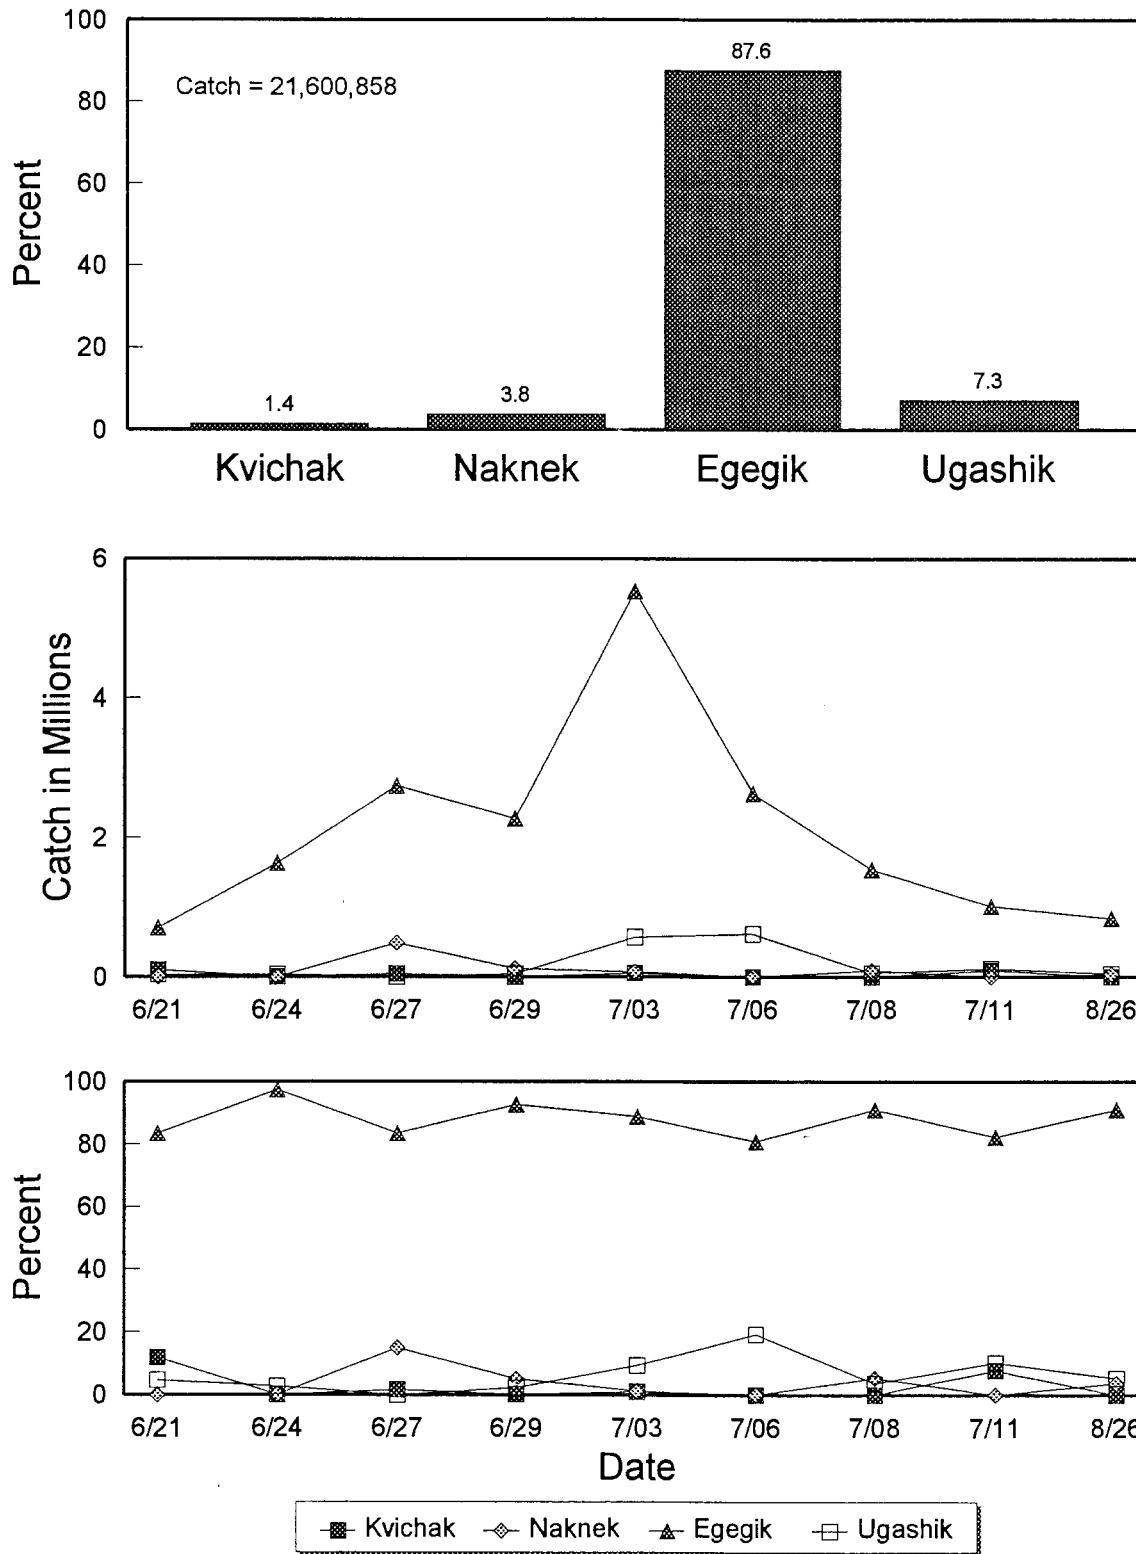 100
87.6
Catch = 21,600,858
80
60
Percent
40
20
7.3
3.8
1.4
0
Kvichak Naknek Egegik Ugashik
6
Catch in Millions
4
2
0
6/21 6/24 6/27 6/29 7/03 7/06 7/08 7/11 8/26
100
80
60
Percent
40
20
0
6/21 6/24 6/27 6/29 7/03 7/06 7/08 7/11 8/26
Date
Kvichak Naknek Egegik Ugashik